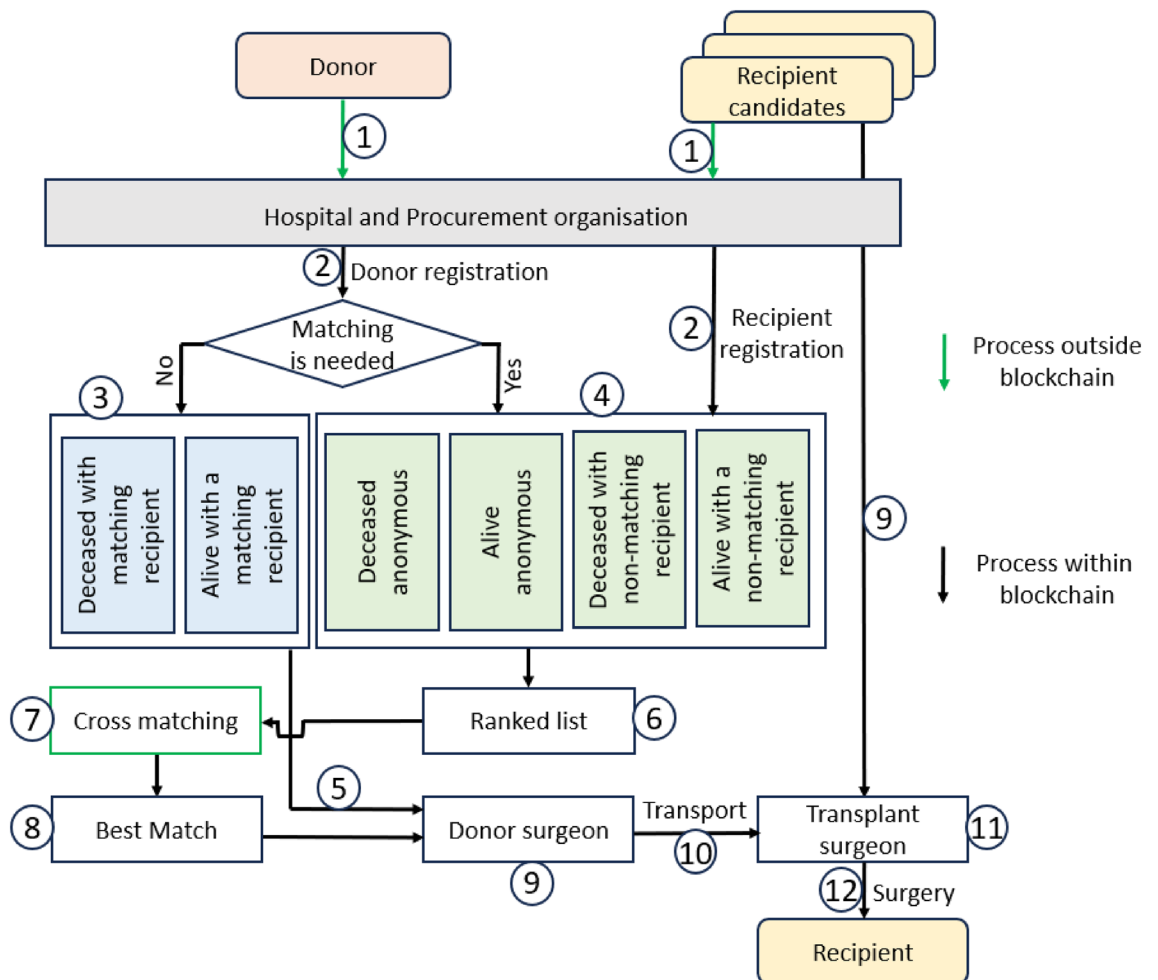 Donor
Recipient
candidates
1
1
Hospital and Procurement organisation
2
Donor registration
Matching
is needed
2
Recipient
registration
Process outside
blockchain
No
Yes
3
4
Deceased with
matching
recipient
Alive with a
matching
recipient
Deceased
anonymous
Alive
anonymous
Deceased with
non-matching
recipient
Alive with a
non-matching
recipient
9
Process within
blockchain
7
Cross matching
Ranked list
6
5
8
Best Match
Donor surgeon
9
Transport
10
Transplant
surgeon
11
12
Surgery
Recipient